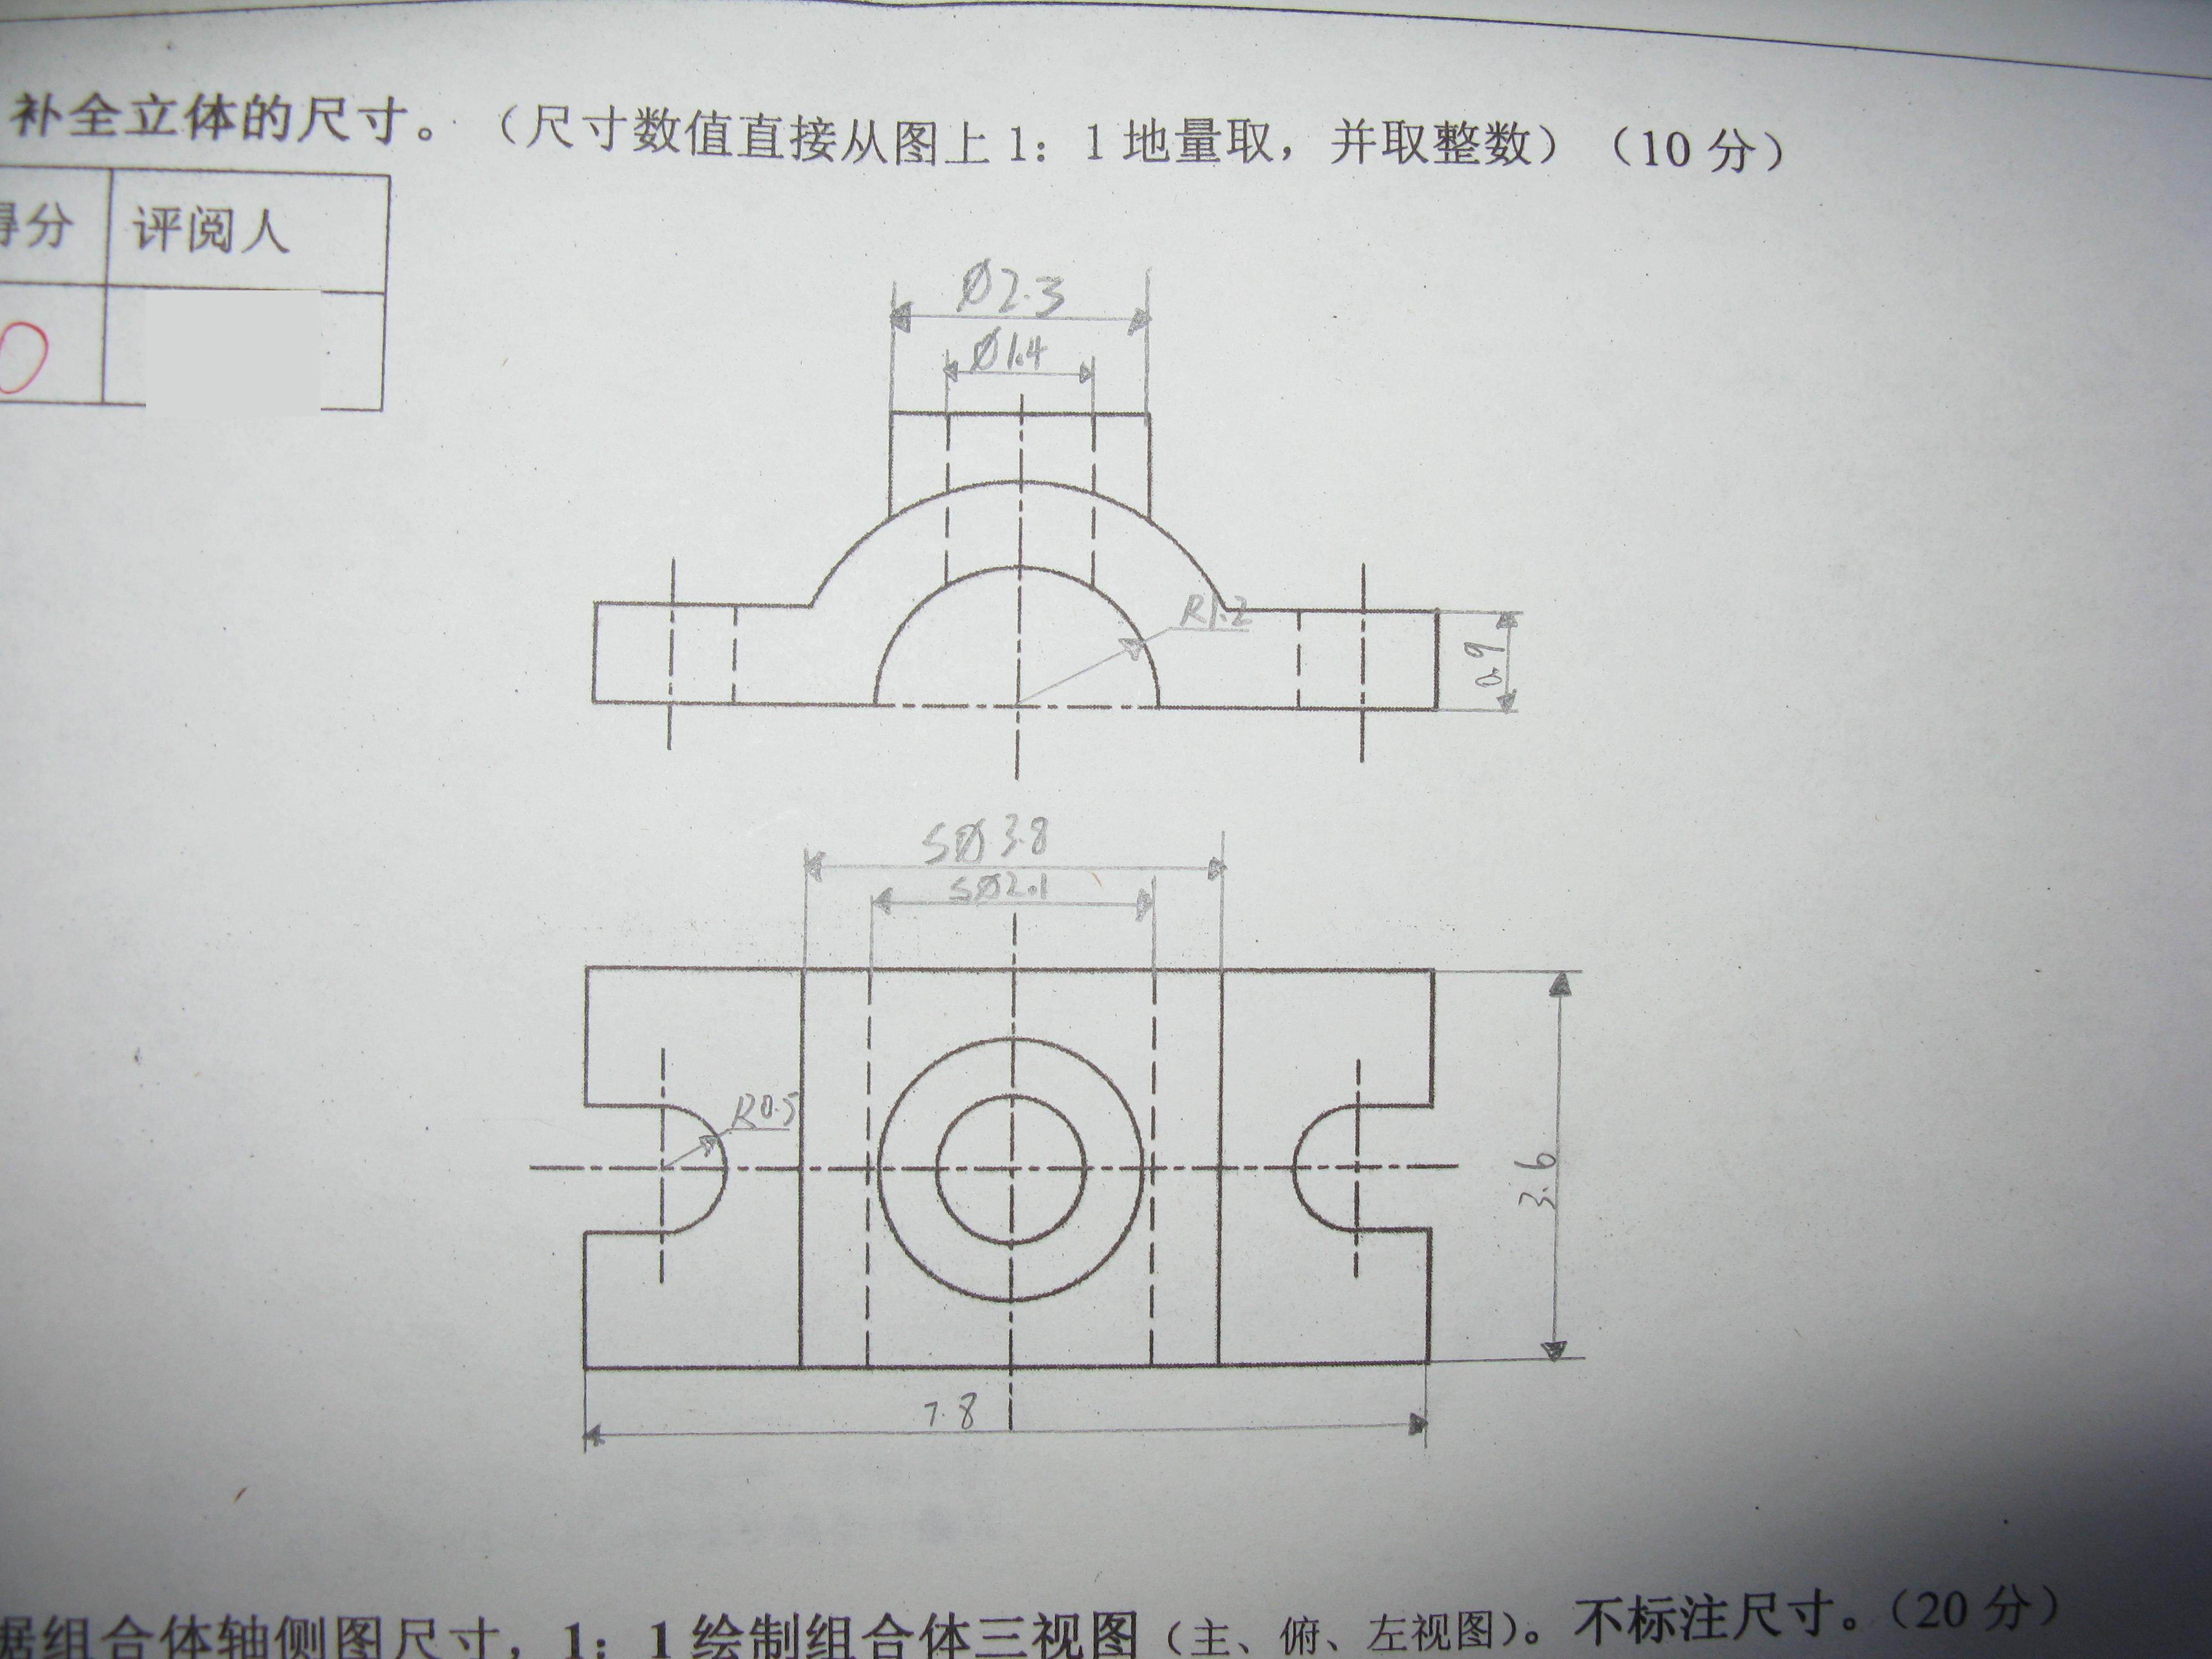 补全立体的尺寸。（尺寸数值直接从图上 1：1 地量取，并取整数）（10 分）
得分 评阅人
0
Ø2.3
Ø1.4
R1.2
0.9
SØ3.8
SØ2.1
R0.5
7.8
3.6
据组合体轴侧图尺寸，1：1 绘制组合体三视图（主、俯、左视图）。不标注尺寸。（20 分）